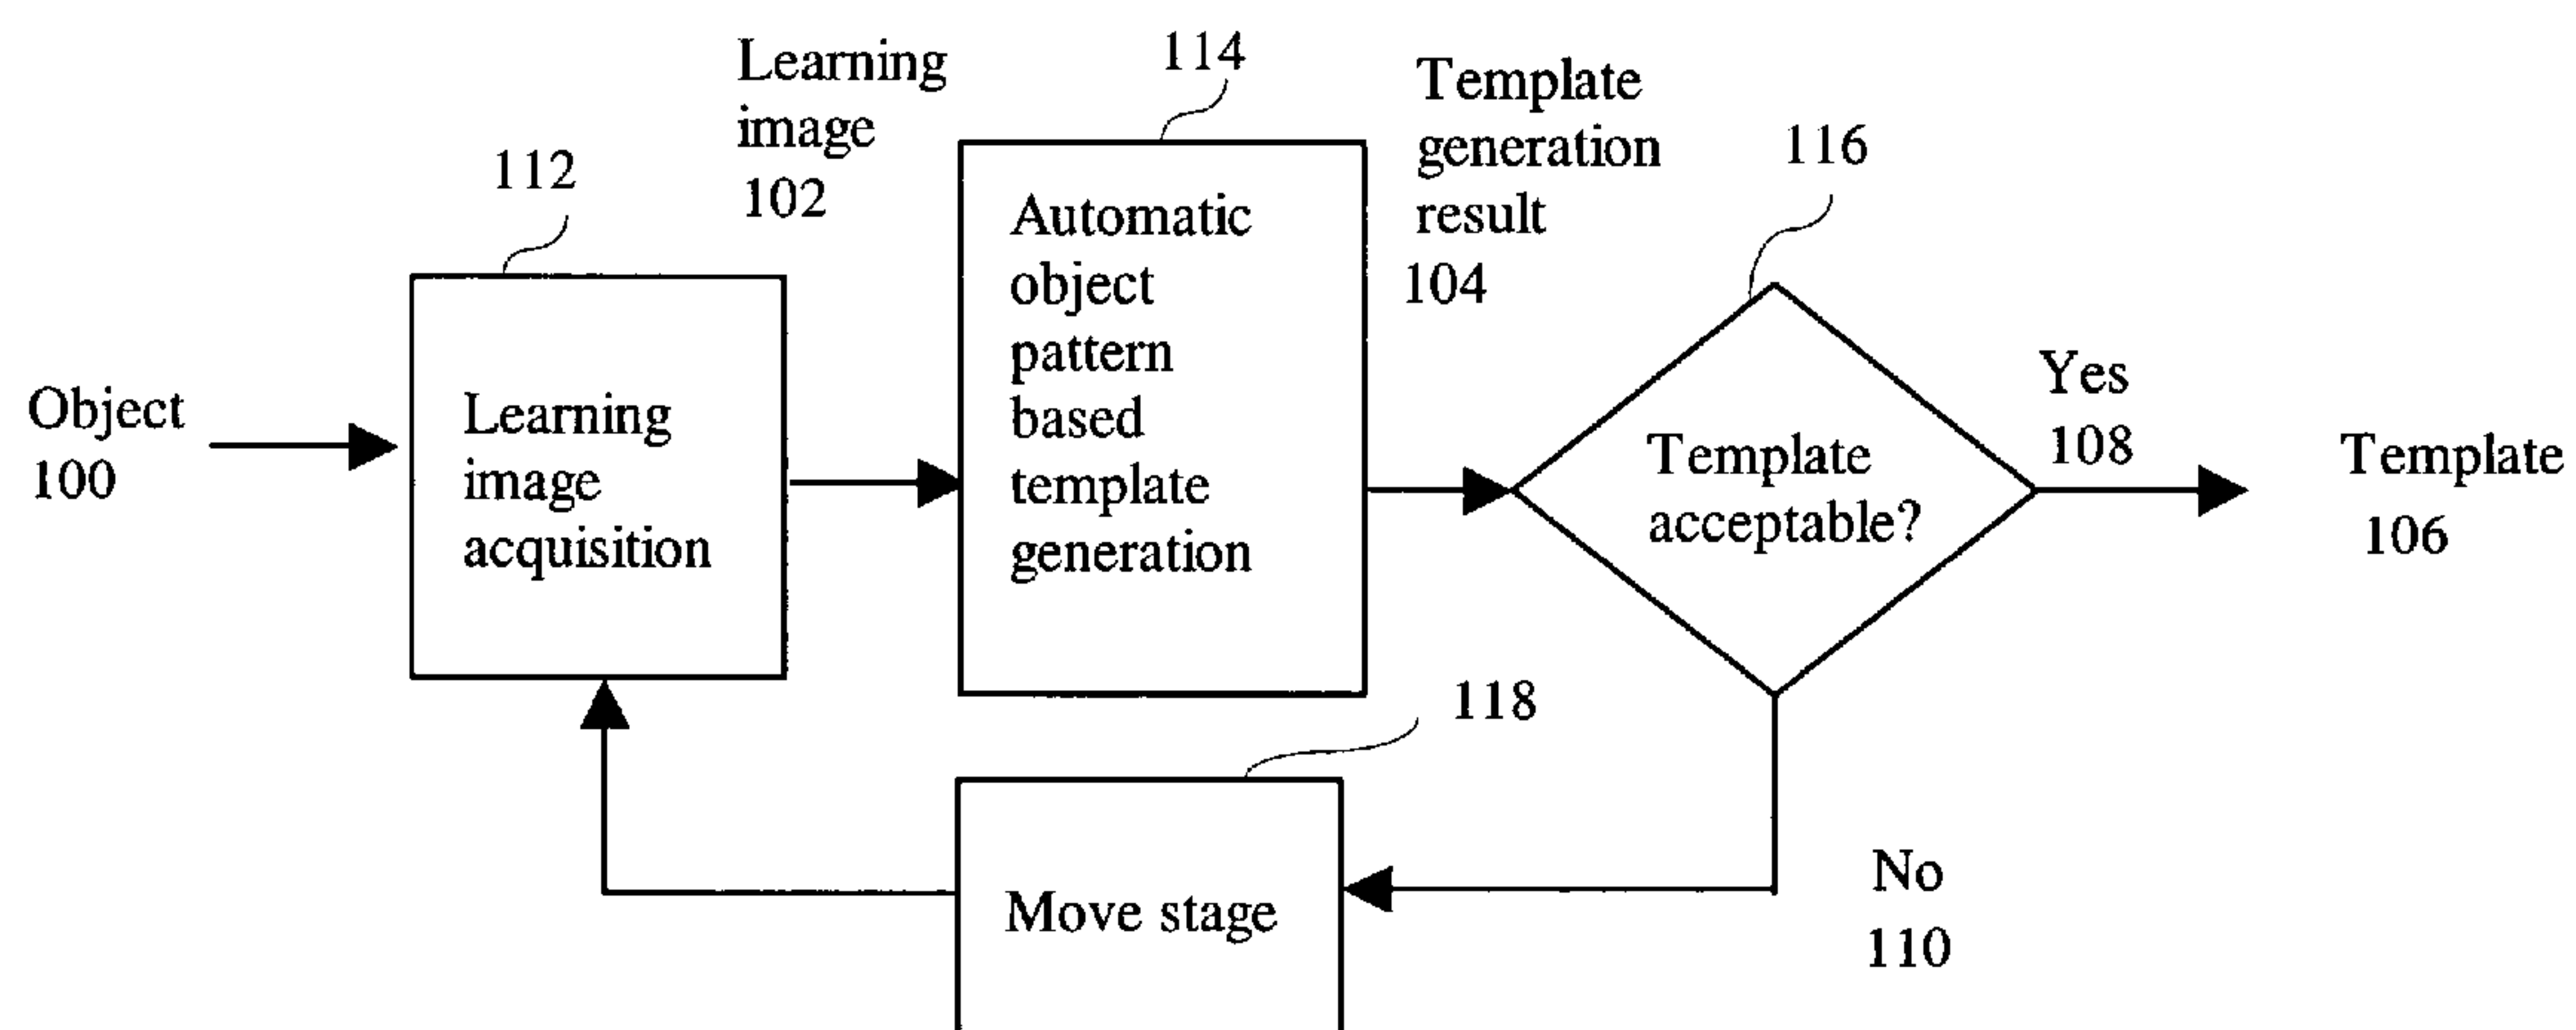 Object
100
112
Learning
image
acquisition
Learning
image
102
114
Automatic
object
pattern
based
template
generation
Template
generation
result
104
116
Template
acceptable?
Yes
108
Template
106
118
Move stage
No
110